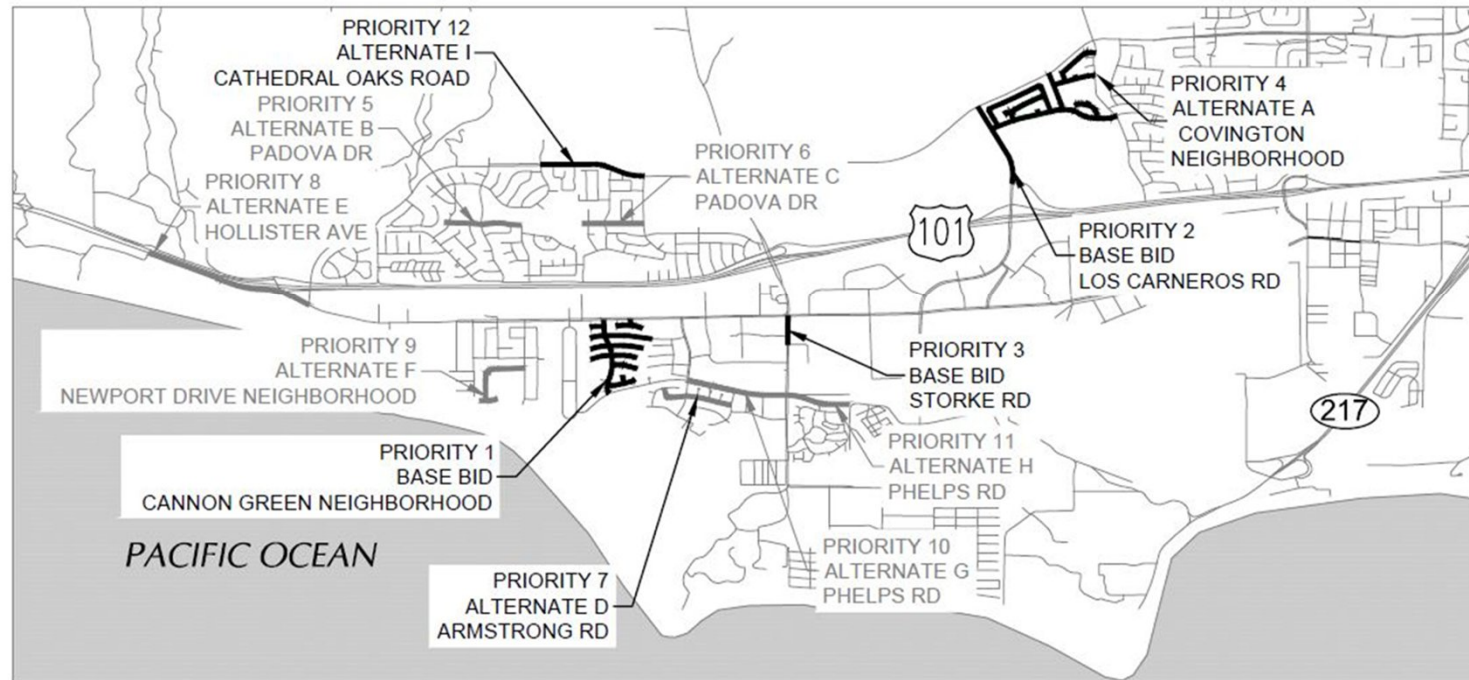 PRIORITY 12
ALTERNATE I
CATHEDRAL OAKS ROAD
PRIORITY 5
ALTERNATE B
PADOVA DR
PRIORITY 8
ALTERNATE E
HOLLISTER AVE
PRIORITY 6
ALTERNATE C
PADOVA DR
PRIORITY 4
ALTERNATE A
COVINGTON
NEIGHBORHOOD
101
PRIORITY 2
BASE BID
LOS CARNEROS RD
PRIORITY 9
ALTERNATE F
NEWPORT DRIVE NEIGHBORHOOD
PRIORITY 3
BASE BID
STORKE RD
217
PRIORITY 1
BASE BID
CANNON GREEN NEIGHBORHOOD
PRIORITY 11
ALTERNATE H
PHELPS RD
PACIFIC OCEAN
PRIORITY 10
ALTERNATE G
PHELPS RD
PRIORITY 7
ALTERNATE D
ARMSTRONG RD